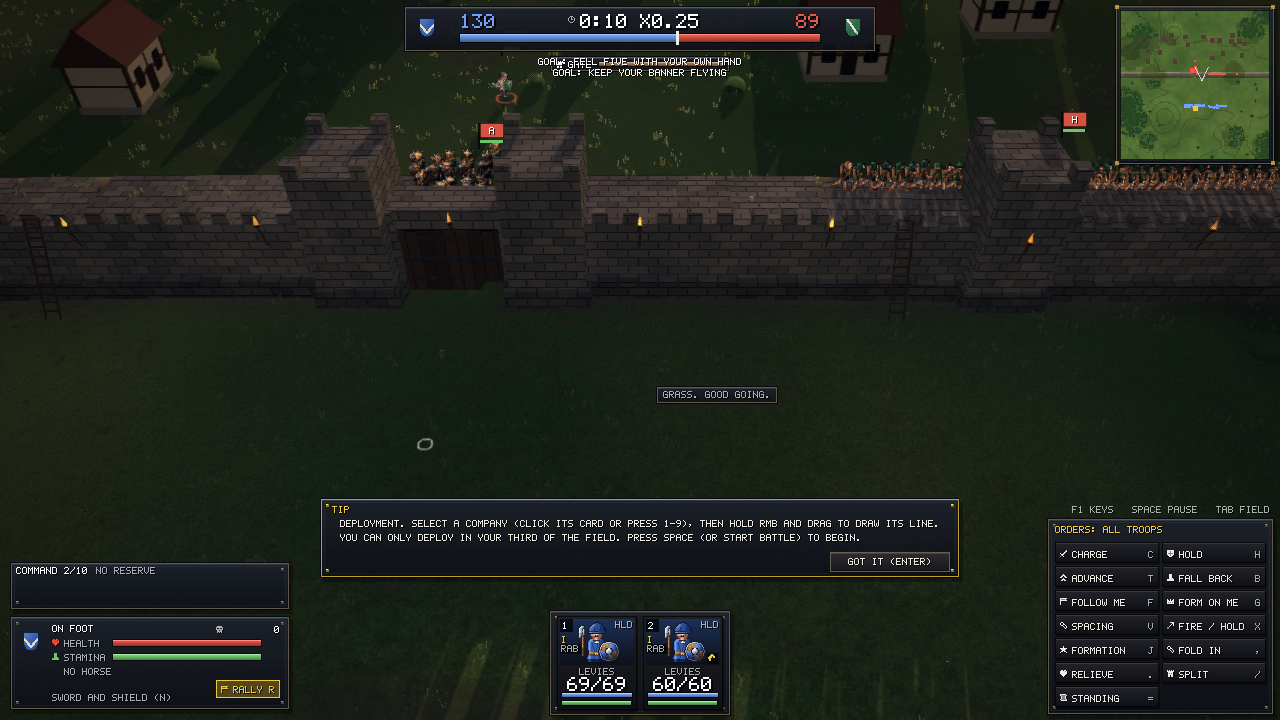 130
0:10 X0.25
89
GOAL: FELL FIVE WITH YOUR OWN HAND
GOAL: KEEP YOUR BANNER FLYING
A
H
GRASS. GOOD GOING.
TIP
DEPLOYMENT. SELECT A COMPANY (CLICK ITS CARD OR PRESS 1-9), THEN HOLD RMB AND DRAG TO DRAW ITS LINE.
YOU CAN ONLY DEPLOY IN YOUR THIRD OF THE FIELD. PRESS SPACE (OR START BATTLE) TO BEGIN.
GOT IT (ENTER)
F1 KEYS SPACE PAUSE TAB FIELD
ORDERS: ALL TROOPS
CHARGE C
HOLD H
ADVANCE T
FALL BACK B
FOLLOW ME F
FORM ON ME G
SPACING V
FIRE / HOLD X
FORMATION J
FOLD IN ,
RELIEVE .
SPLIT /
STANDING =
COMMAND 2/10 NO RESERVE
ON FOOT 0
HEALTH
STAMINA
NO HORSE
SWORD AND SHIELD (N)
RALLY R
1 HLD
I
RAB
LEVIES
69/69
2 HLD
I
RAB
LEVIES
60/60